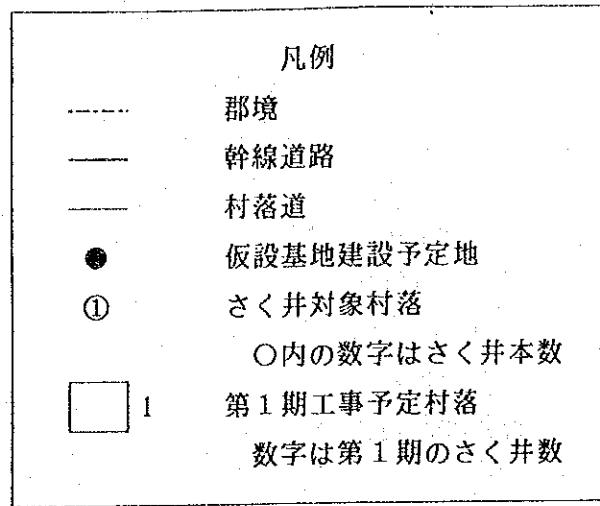 凡例
郡境
幹線道路
村落道
仮設基地建設予定地
① さく井対象村落
○内の数字はさく井本数
1 第1期工事予定村落
数字は第1期のさく井数